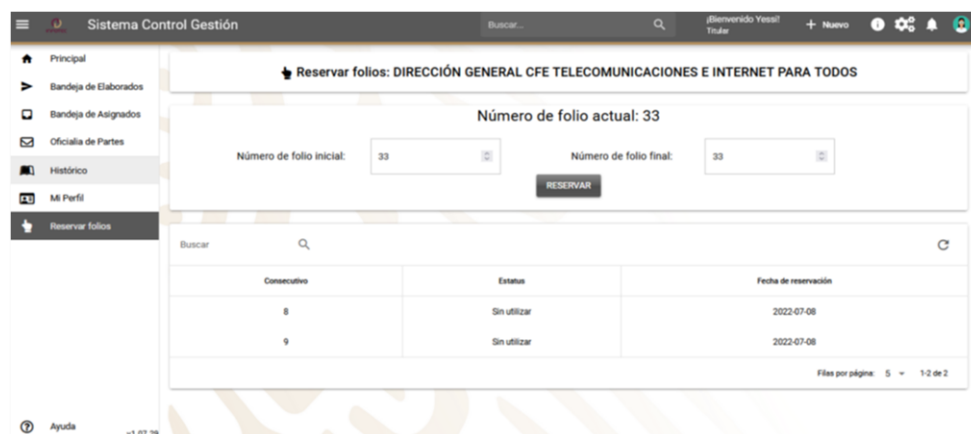 Sistema Control Gestión
Buscar...
¡Bienvenido Yessi!
Titular
+ Nuevo
Principal
Bandeja de Elaborados
Bandeja de Asignados
Oficialia de Partes
Histórico
Mi Perfil
Reservar folios
Reservar folios: DIRECCIÓN GENERAL CFE TELECOMUNICACIONES E INTERNET PARA TODOS
Número de folio actual: 33
Número de folio inicial: 33 Número de folio final: 33
RESERVAR
Buscar
Consecutivo Estatus Fecha de reservación
8 Sin utilizar 2022-07-08
9 Sin utilizar 2022-07-08
Filas por página: 5 1-2 de 2
Ayuda